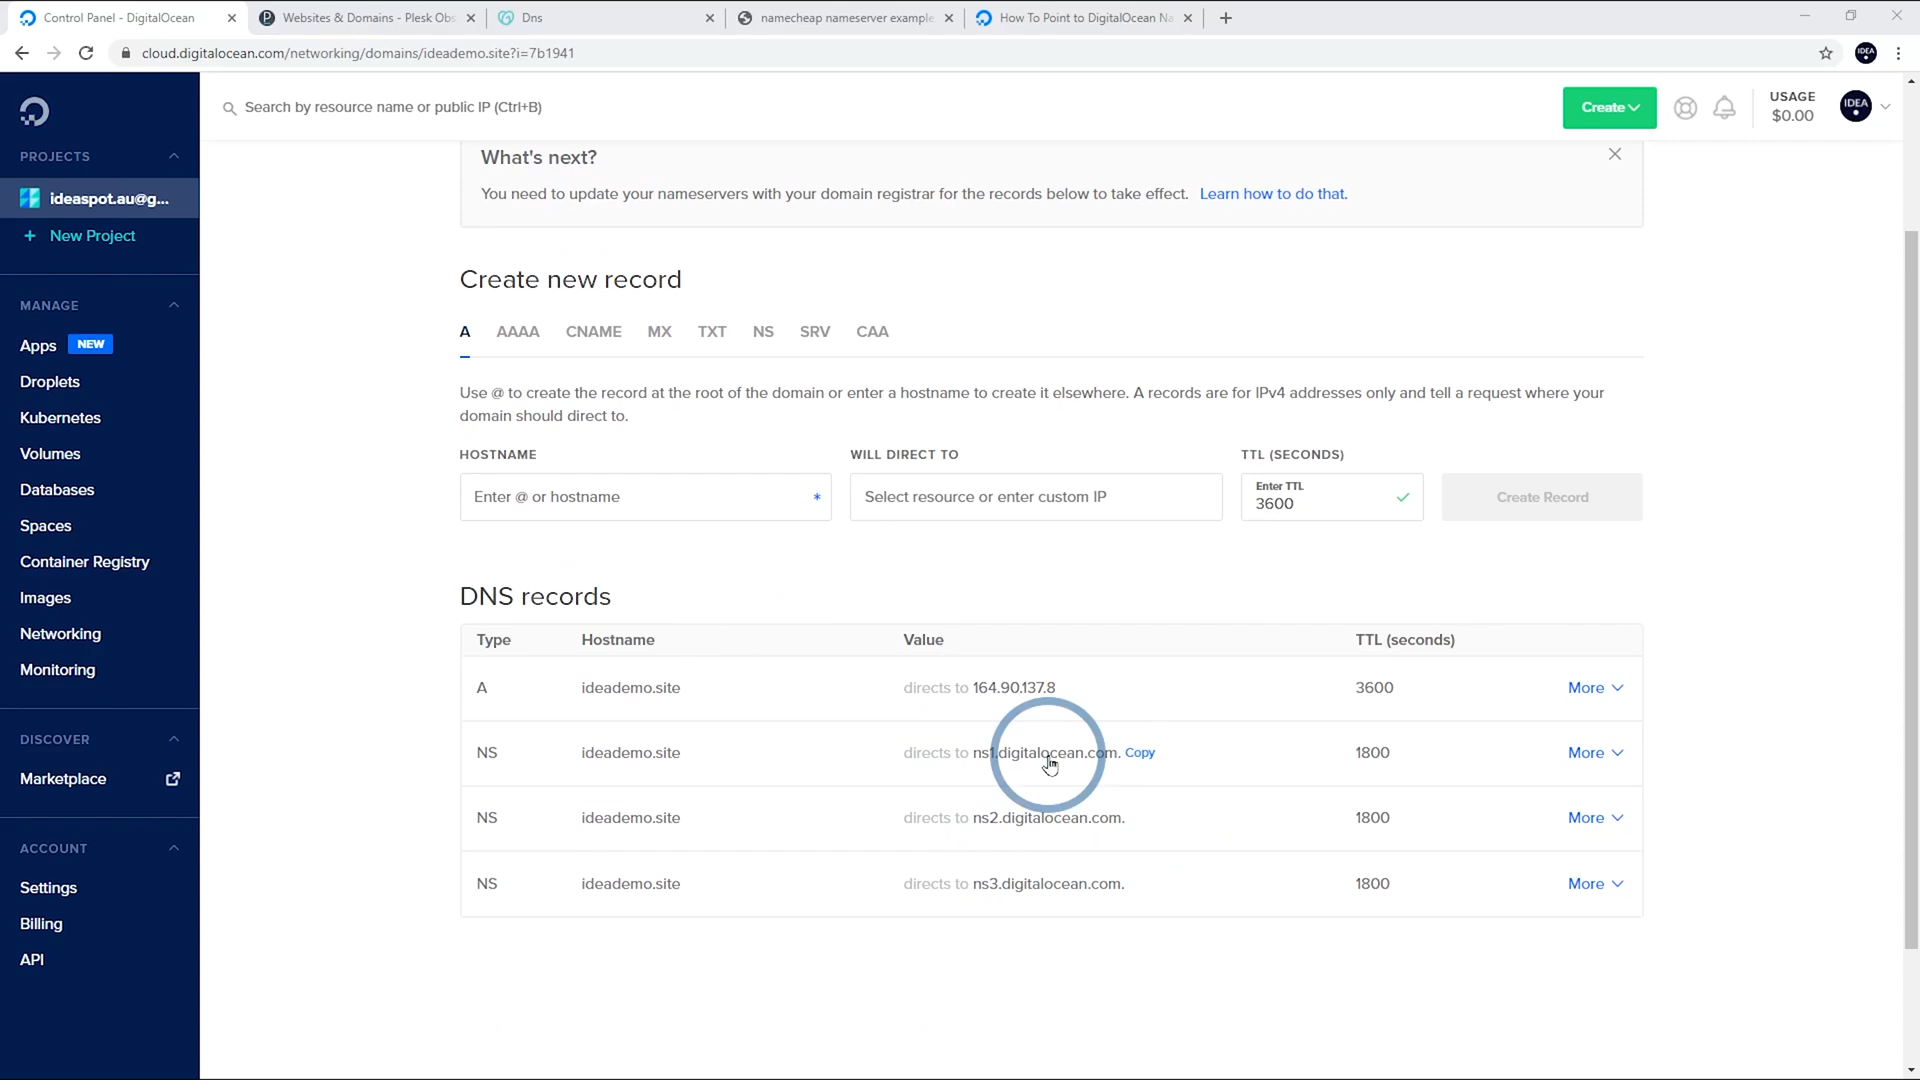 Control Panel - DigitalOcean
Websites & Domains - Plesk Obs
Dns
namecheap nameserver example
How To Point to DigitalOcean Na
cloud.digitalocean.com/networking/domains/ideademo.site?i=7b1941
IDEA
Search by resource name or public IP (Ctrl+B)
Create
USAGE
$0.00
IDEA
PROJECTS
ideaspot.au@g...
+ New Project
MANAGE
Apps NEW
Droplets
Kubernetes
Volumes
Databases
Spaces
Container Registry
Images
Networking
Monitoring
DISCOVER
Marketplace
ACCOUNT
Settings
Billing
API
What's next?
You need to update your nameservers with your domain registrar for the records below to take effect. Learn how to do that.
Create new record
A AAAA CNAME MX TXT NS SRV CAA
Use @ to create the record at the root of the domain or enter a hostname to create it elsewhere. A records are for IPv4 addresses only and tell a request where your
domain should direct to.
HOSTNAME WILL DIRECT TO TTL (SECONDS)
Enter @ or hostname *
Select resource or enter custom IP
Enter TTL
3600
Create Record
DNS records
Type Hostname Value TTL (seconds)
A ideademo.site directs to 164.90.137.8 3600 More
NS ideademo.site directs to ns1.digitalocean.com. Copy 1800 More
NS ideademo.site directs to ns2.digitalocean.com. 1800 More
NS ideademo.site directs to ns3.digitalocean.com. 1800 More